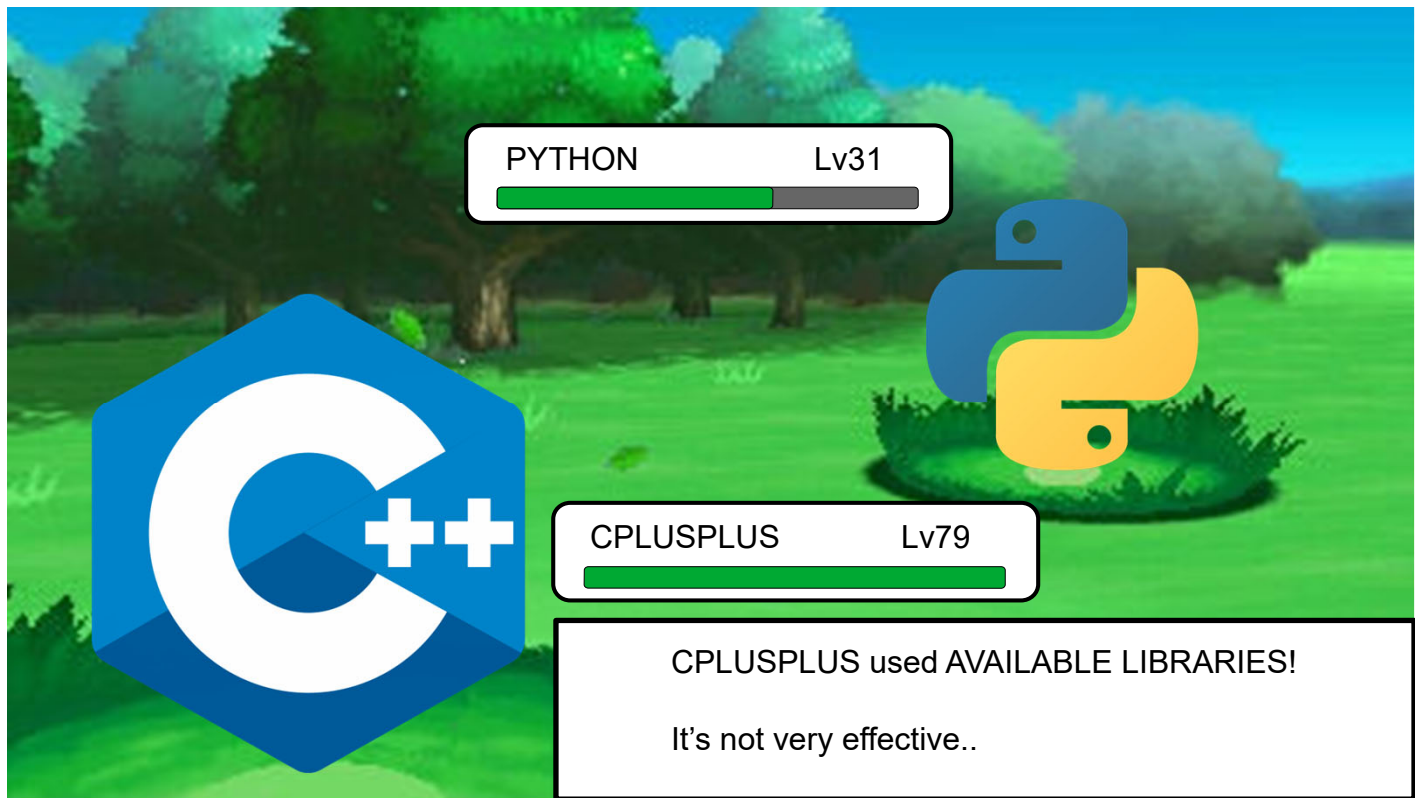 PYTHON Lv31
C++
CPLUSPLUS Lv79
CPLUSPLUS used AVAILABLE LIBRARIES!
It’s not very effective..